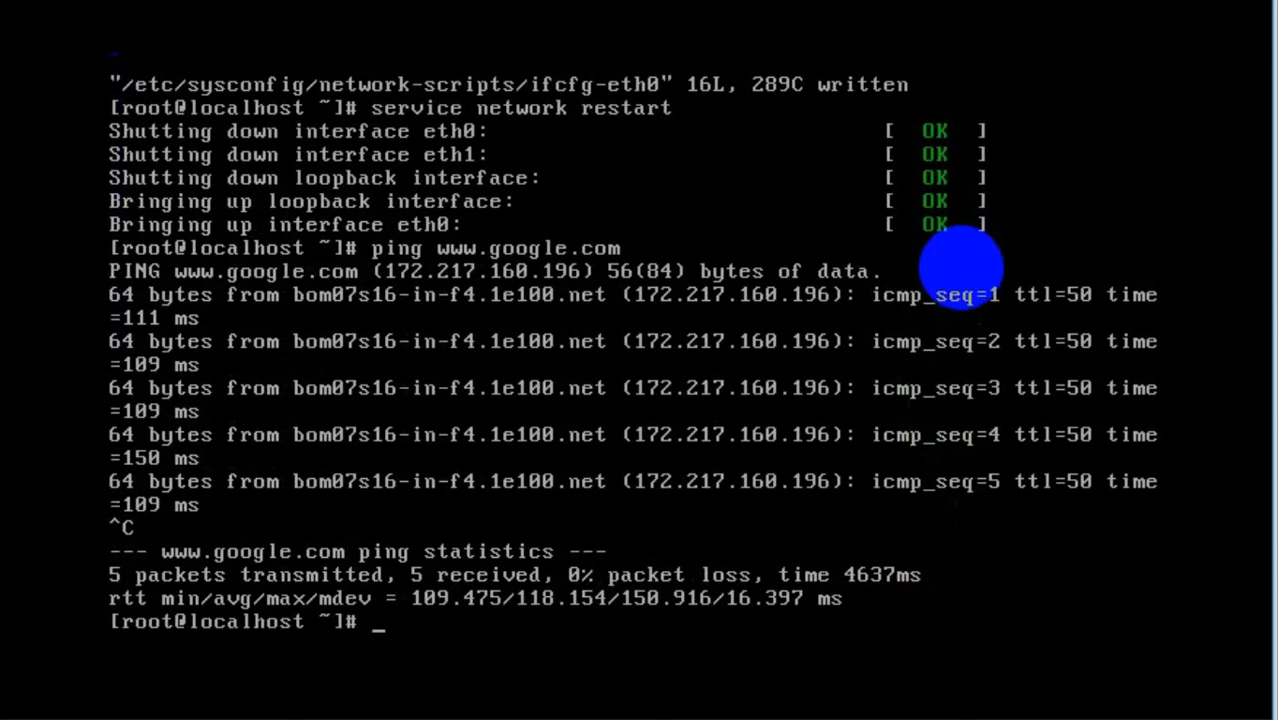 "/etc/sysconfig/network-scripts/ifcfg-eth0" 16L, 289C written
[root@localhost ~]# service network restart
Shutting down interface eth0: [ OK ]
Shutting down interface eth1: [ OK ]
Shutting down loopback interface: [ OK ]
Bringing up loopback interface: [ OK ]
Bringing up interface eth0: [ OK ]
[root@localhost ~]# ping www.google.com
PING www.google.com (172.217.160.196) 56(84) bytes of data.
64 bytes from bom07s16-in-f4.1e100.net (172.217.160.196): icmp_seq=1 ttl=50 time
=111 ms
64 bytes from bom07s16-in-f4.1e100.net (172.217.160.196): icmp_seq=2 ttl=50 time
=109 ms
64 bytes from bom07s16-in-f4.1e100.net (172.217.160.196): icmp_seq=3 ttl=50 time
=109 ms
64 bytes from bom07s16-in-f4.1e100.net (172.217.160.196): icmp_seq=4 ttl=50 time
=150 ms
64 bytes from bom07s16-in-f4.1e100.net (172.217.160.196): icmp_seq=5 ttl=50 time
=109 ms
^C
--- www.google.com ping statistics ---
5 packets transmitted, 5 received, 0% packet loss, time 4637ms
rtt min/avg/max/mdev = 109.475/118.154/150.916/16.397 ms
[root@localhost ~]# _